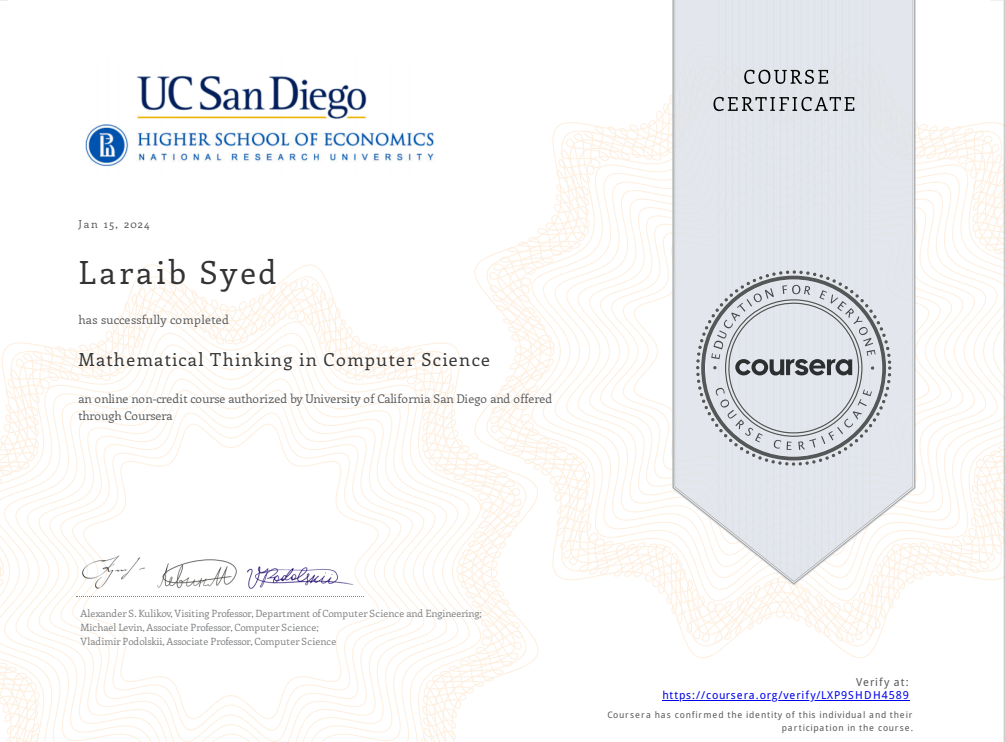 UC San Diego
HIGHER SCHOOL OF ECONOMICS
NATIONAL RESEARCH UNIVERSITY
COURSE
CERTIFICATE
Jan 15, 2024
Laraib Syed
has successfully completed
Mathematical Thinking in Computer Science
an online non-credit course authorized by University of California San Diego and offered
through Coursera
EDUCATION FOR EVERYONE
coursera
COURSE CERTIFICATE
V Podolskii
Alexander S. Kulikov, Visiting Professor, Department of Computer Science and Engineering;
Michael Levin, Associate Professor, Computer Science;
Vladimir Podolskii, Associate Professor, Computer Science
Verify at:
https://coursera.org/verify/LXP9SHDH4589
Coursera has confirmed the identity of this individual and their
participation in the course.